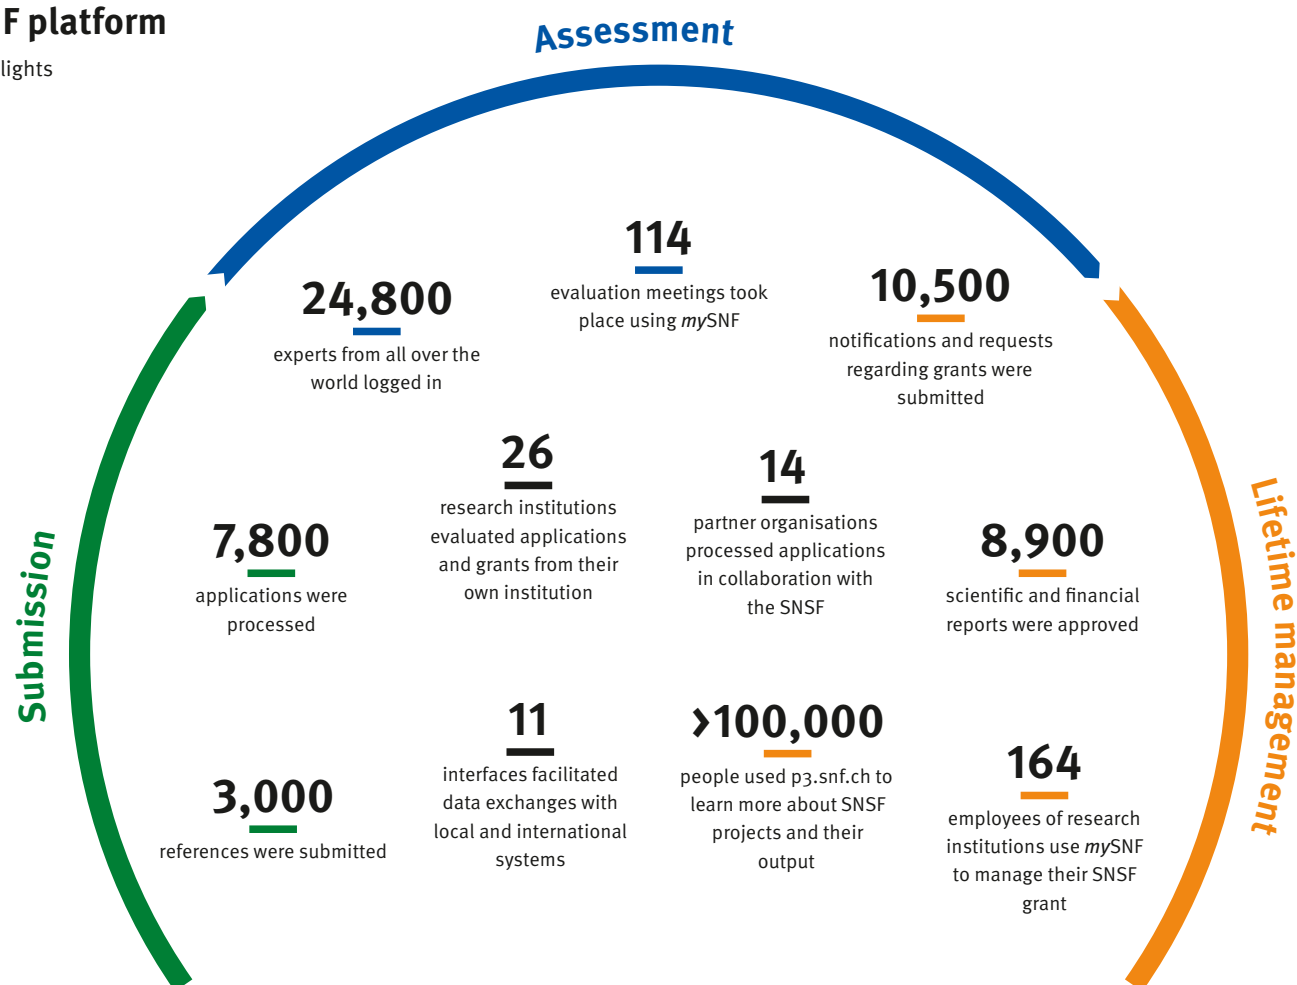 F platform
lights
Assessment
114
evaluation meetings took
place using mySNF
24,800
experts from all over the
world logged in
10,500
notifications and requests
regarding grants were
submitted
26
research institutions
evaluated applications
and grants from their
own institution
14
partner organisations
processed applications
in collaboration with
the SNSF
7,800
applications were
processed
8,900
scientific and financial
reports were approved
Submission
Lifetime management
11
interfaces facilitated
data exchanges with
local and international
systems
>100,000
people used p3.snf.ch to
learn more about SNSF
projects and their
output
3,000
references were submitted
164
employees of research
institutions use mySNF
to manage their SNSF
grant